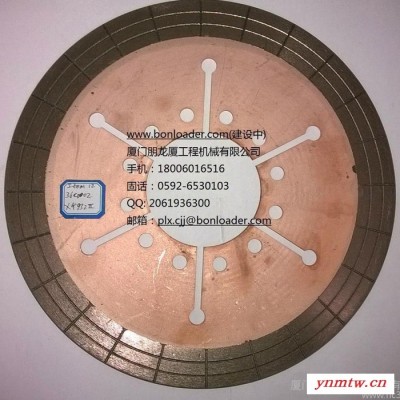 www.bonloader.com(建设中)
厦门朋龙厦工程机械有限公司
手机：18006016516
固话：0592-6530103
QQ: 2061936300
邮箱：plx.cjj@bonloader.com
ynmtw.cn